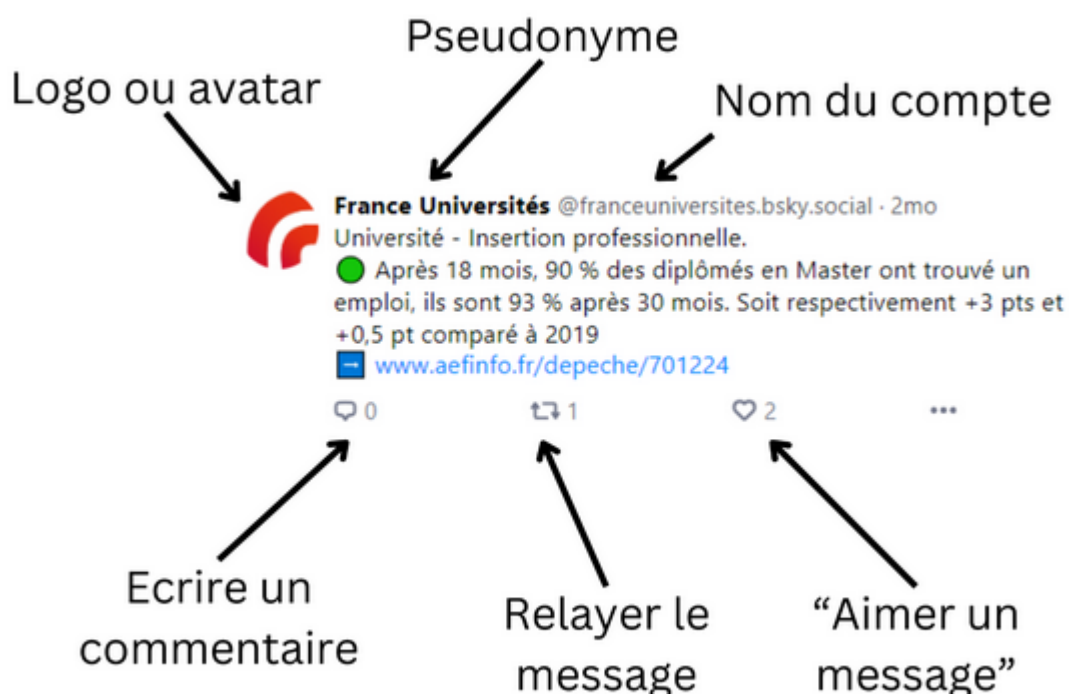 Pseudonyme
Logo ou avatar
Nom du compte
France Universités @franceuniversites.bsky.social · 2mo
Université - Insertion professionnelle.
🟢 Après 18 mois, 90 % des diplômés en Master ont trouvé un
emploi, ils sont 93 % après 30 mois. Soit respectivement +3 pts et
+0,5 pt comparé à 2019
➡️ www.aefinfo.fr/depeche/701224
0 1 2 •••
Ecrire un
commentaire
Relayer le
message
“Aimer un
message”